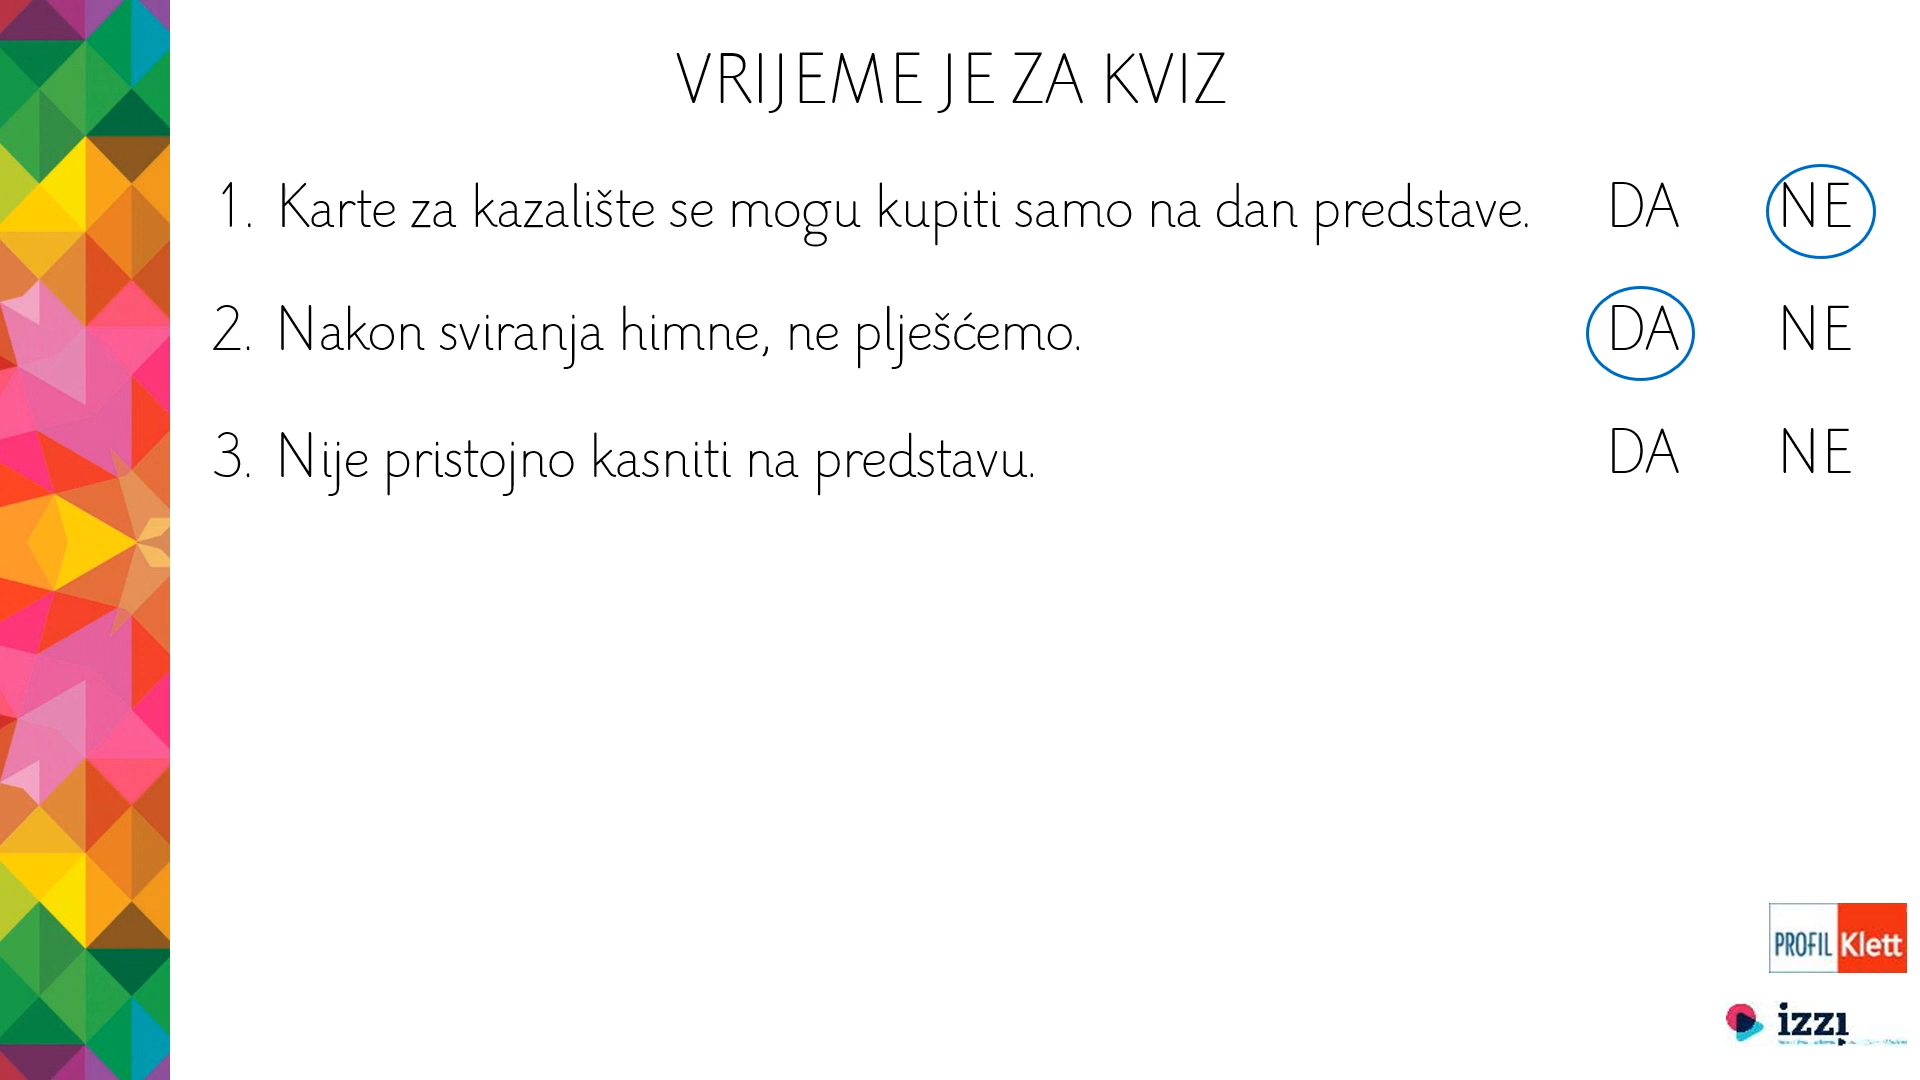 VRIJEME JE ZA KVIZ
1. Karte za kazalište se mogu kupiti samo na dan predstave. DA NE
2. Nakon sviranja himne, ne plješćemo. DA NE
3. Nije pristojno kasniti na predstavu. DA NE
PROFIL Klett
izzi